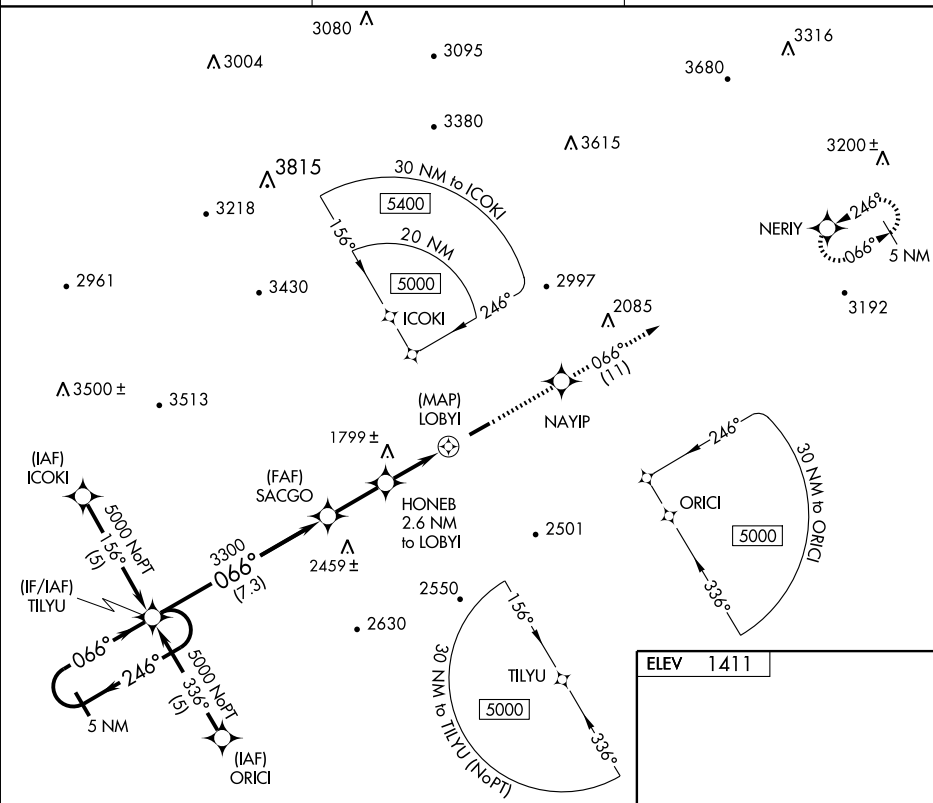 3080
3316
3004
3095
3680
3380
3615
3200 ±
3815
30 NM to ICOKI
5400
3218
156°
20 NM
246°
NERIY
066°
5 NM
2961
3430
5000
2997
246°
3192
ICOKI
2085
066°
(11)
3500 ±
3513
(MAP)
LOBYI
NAYIP
1799 ±
246°
30 NM to ORICI
(IAF)
ICOKI
(FAF)
SACGO
HONEB
2.6 NM
to LOBYI
ORICI
5000 NoPT
156°
(5)
3300
066°
(7.3)
2501
5000
2459 ±
(IF/IAF)
TILYU
2550
156°
336°
2630
066°
246°
5000 NoPT
336°
(5)
30 NM to TILYU (NoPT)
TILYU
5000
336°
ELEV 1411
5 NM
(IAF)
ORICI